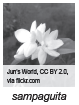 Jun's World, CC BY 2.0,
via flickr.com
sampaguita